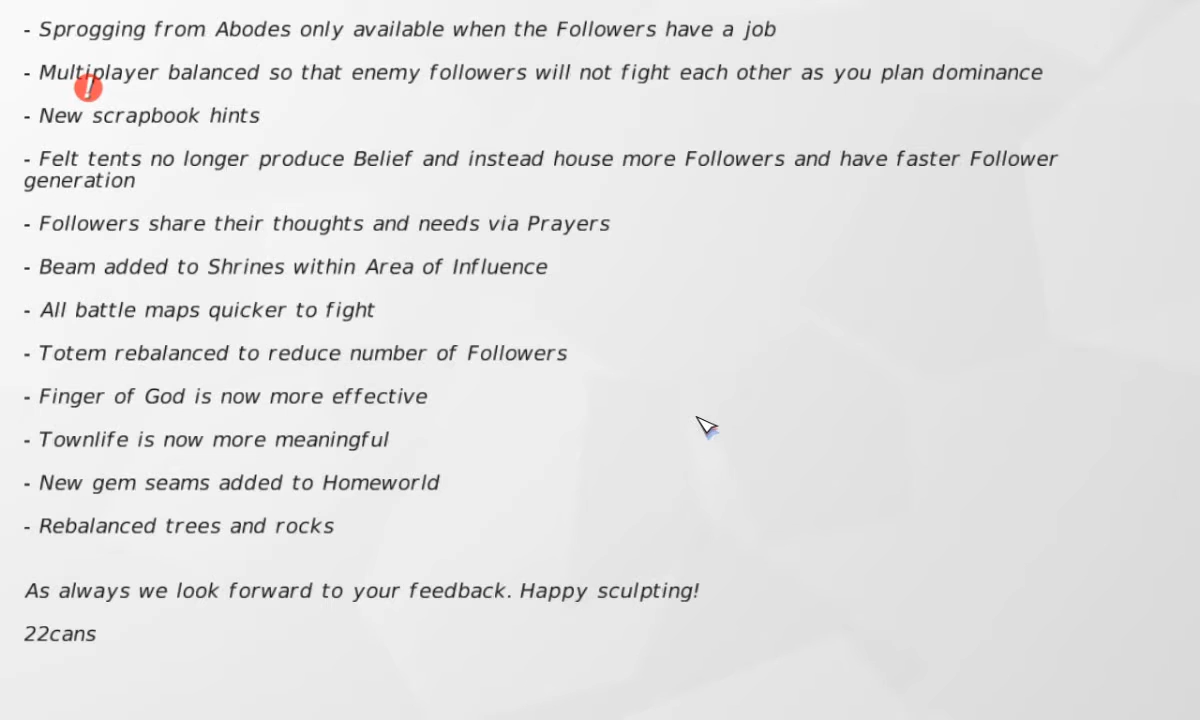 - Sprogging from Abodes only available when the Followers have a job
- Multiplayer balanced so that enemy followers will not fight each other as you plan dominance
!
- New scrapbook hints
- Felt tents no longer produce Belief and instead house more Followers and have faster Follower
generation
- Followers share their thoughts and needs via Prayers
- Beam added to Shrines within Area of Influence
- All battle maps quicker to fight
- Totem rebalanced to reduce number of Followers
- Finger of God is now more effective
- Townlife is now more meaningful
- New gem seams added to Homeworld
- Rebalanced trees and rocks
As always we look forward to your feedback. Happy sculpting!
22cans